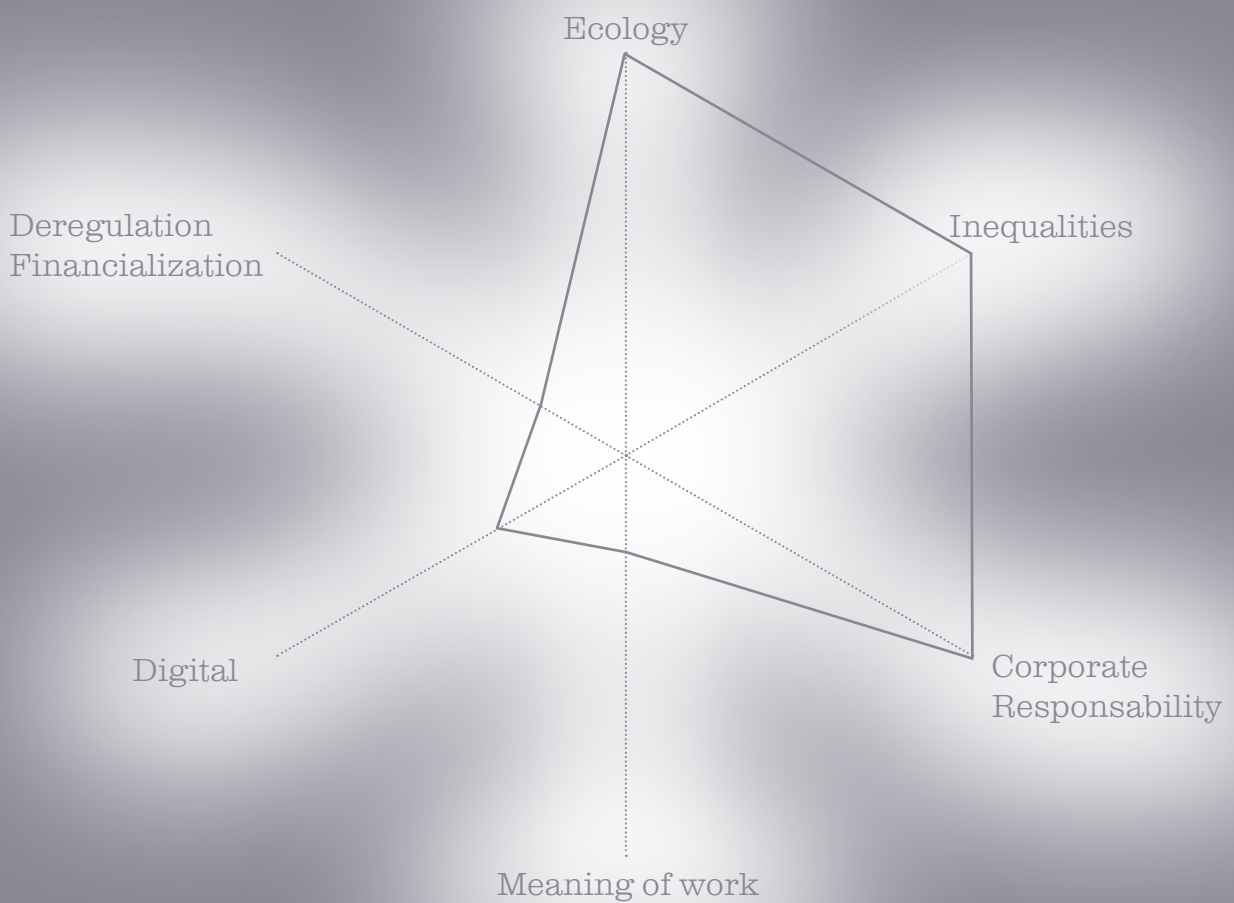 Ecology
Deregulation
Financialization
Inequalities
Digital
Corporate
Responsability
Meaning of work